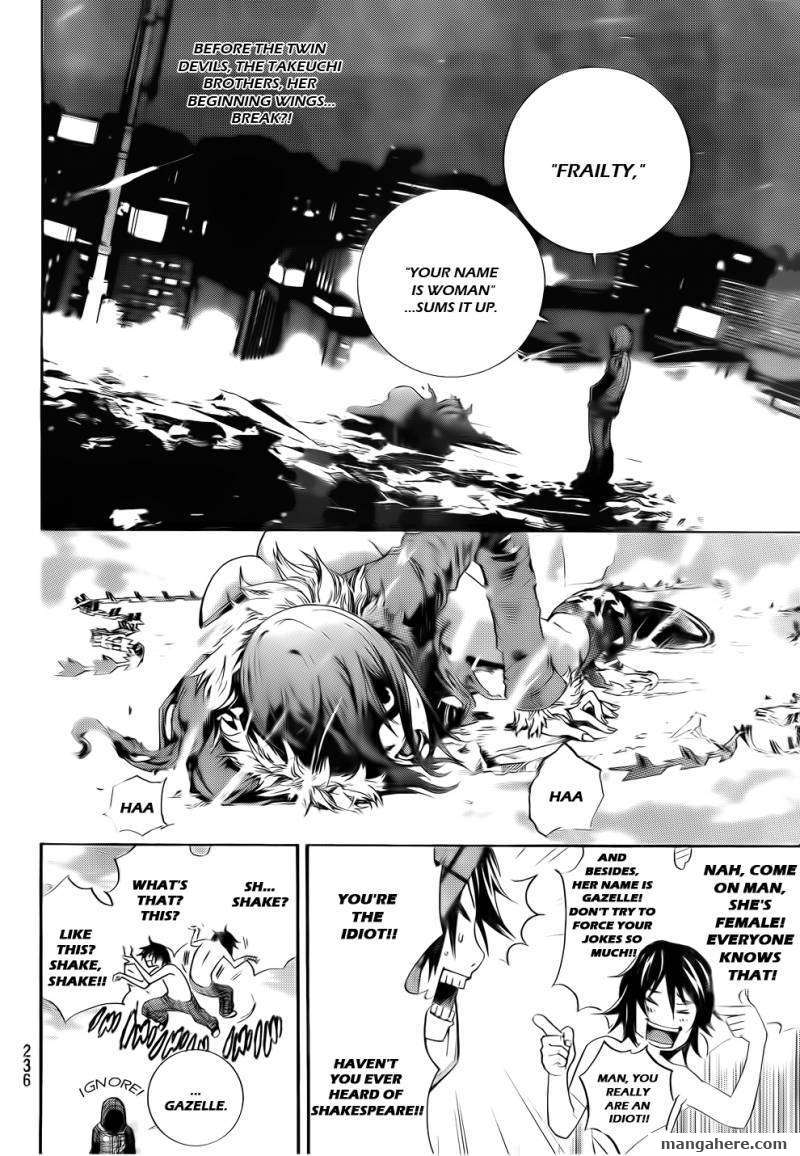 BEFORE THE TWIN
DEVILS, THE TAKEUCHI
BROTHERS, HER
BEGINNING WINGS...
BREAK?!
"FRAILTY,"
"YOUR NAME
IS WOMAN"
...SUMS IT UP.
HAA
HAA
NAH, COME
ON MAN,
SHE'S
FEMALE!
EVERYONE
KNOWS
THAT!
AND
BESIDES,
HER NAME IS
GAZELLE!
DON'T TRY
TO FORCE
YOUR JOKES
SO MUCH!!
MAN, YOU
REALLY
ARE AN
IDIOT!!
YOU'RE
THE
IDIOT!!
HAVEN'T
YOU EVER
HEARD OF
SHAKESPEARE!!
SH...
SHAKE?
WHAT'S
THAT?
THIS?
LIKE
THIS?
SHAKE,
SHAKE!!
IGNORE!
...
GAZELLE.
236
mangahere.com